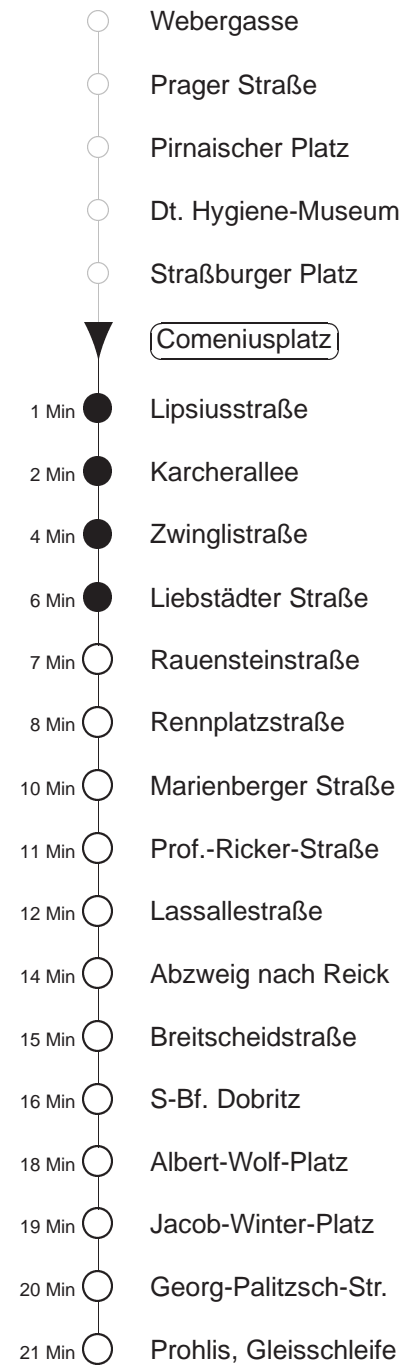 Webergasse
Prager Straße
Pirnaischer Platz
Dt. Hygiene-Museum
Straßburger Platz
Comeniusplatz
1 Min Lipsiusstraße
2 Min Karcherallee
4 Min Zwinglistraße
6 Min Liebstädter Straße
7 Min Rauensteinstraße
8 Min Rennplatzstraße
10 Min Marienberger Straße
11 Min Prof.-Ricker-Straße
12 Min Lassallestraße
14 Min Abzweig nach Reick
15 Min Breitscheidstraße
16 Min S-Bf. Dobritz
18 Min Albert-Wolf-Platz
19 Min Jacob-Winter-Platz
20 Min Georg-Palitzsch-Str.
21 Min Prohlis, Gleisschleife